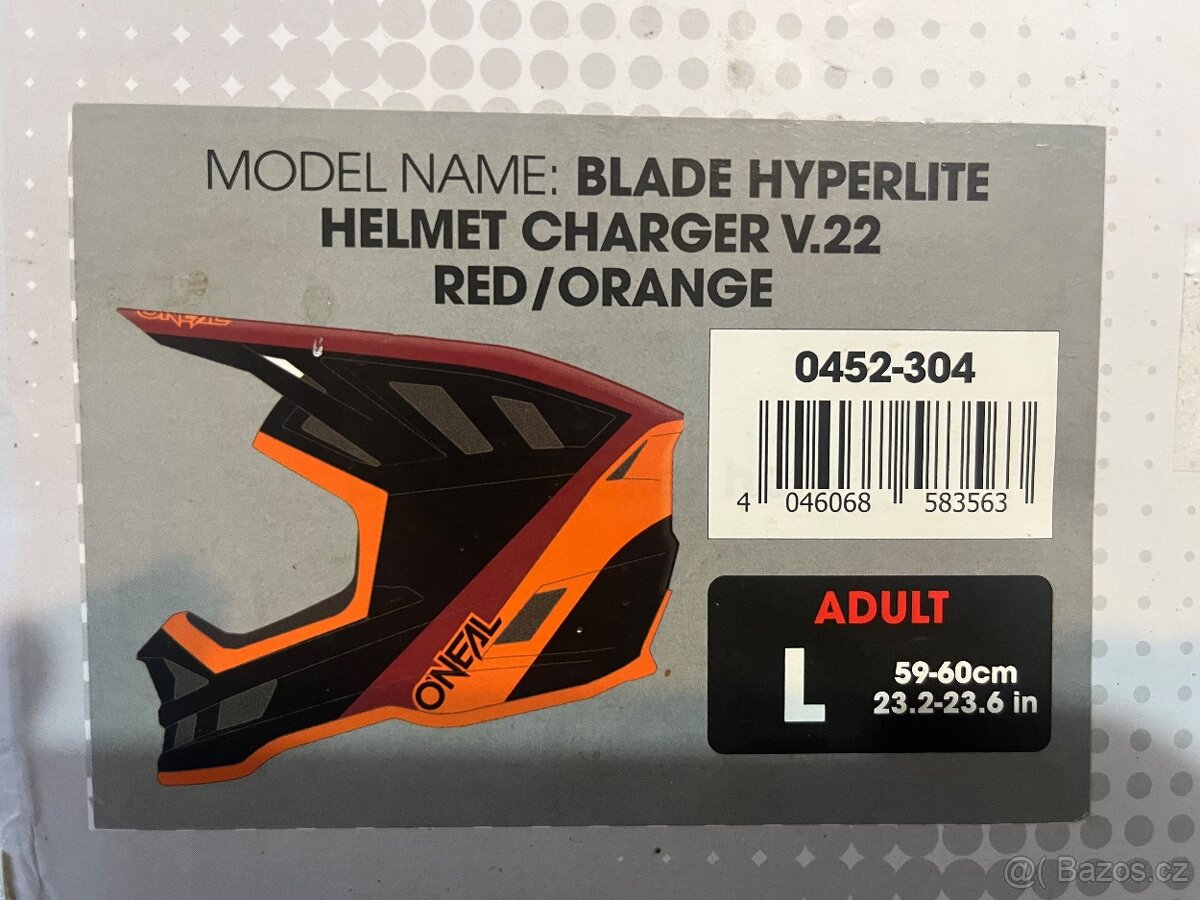 MODEL NAME: BLADE HYPERLITE
HELMET CHARGER V.22
RED/ORANGE
O'NEAL
0452-304
4 046068 583563
ADULT
L
59-60cm
23.2-23.6 in
O'NEAL
@( Bazos.cz